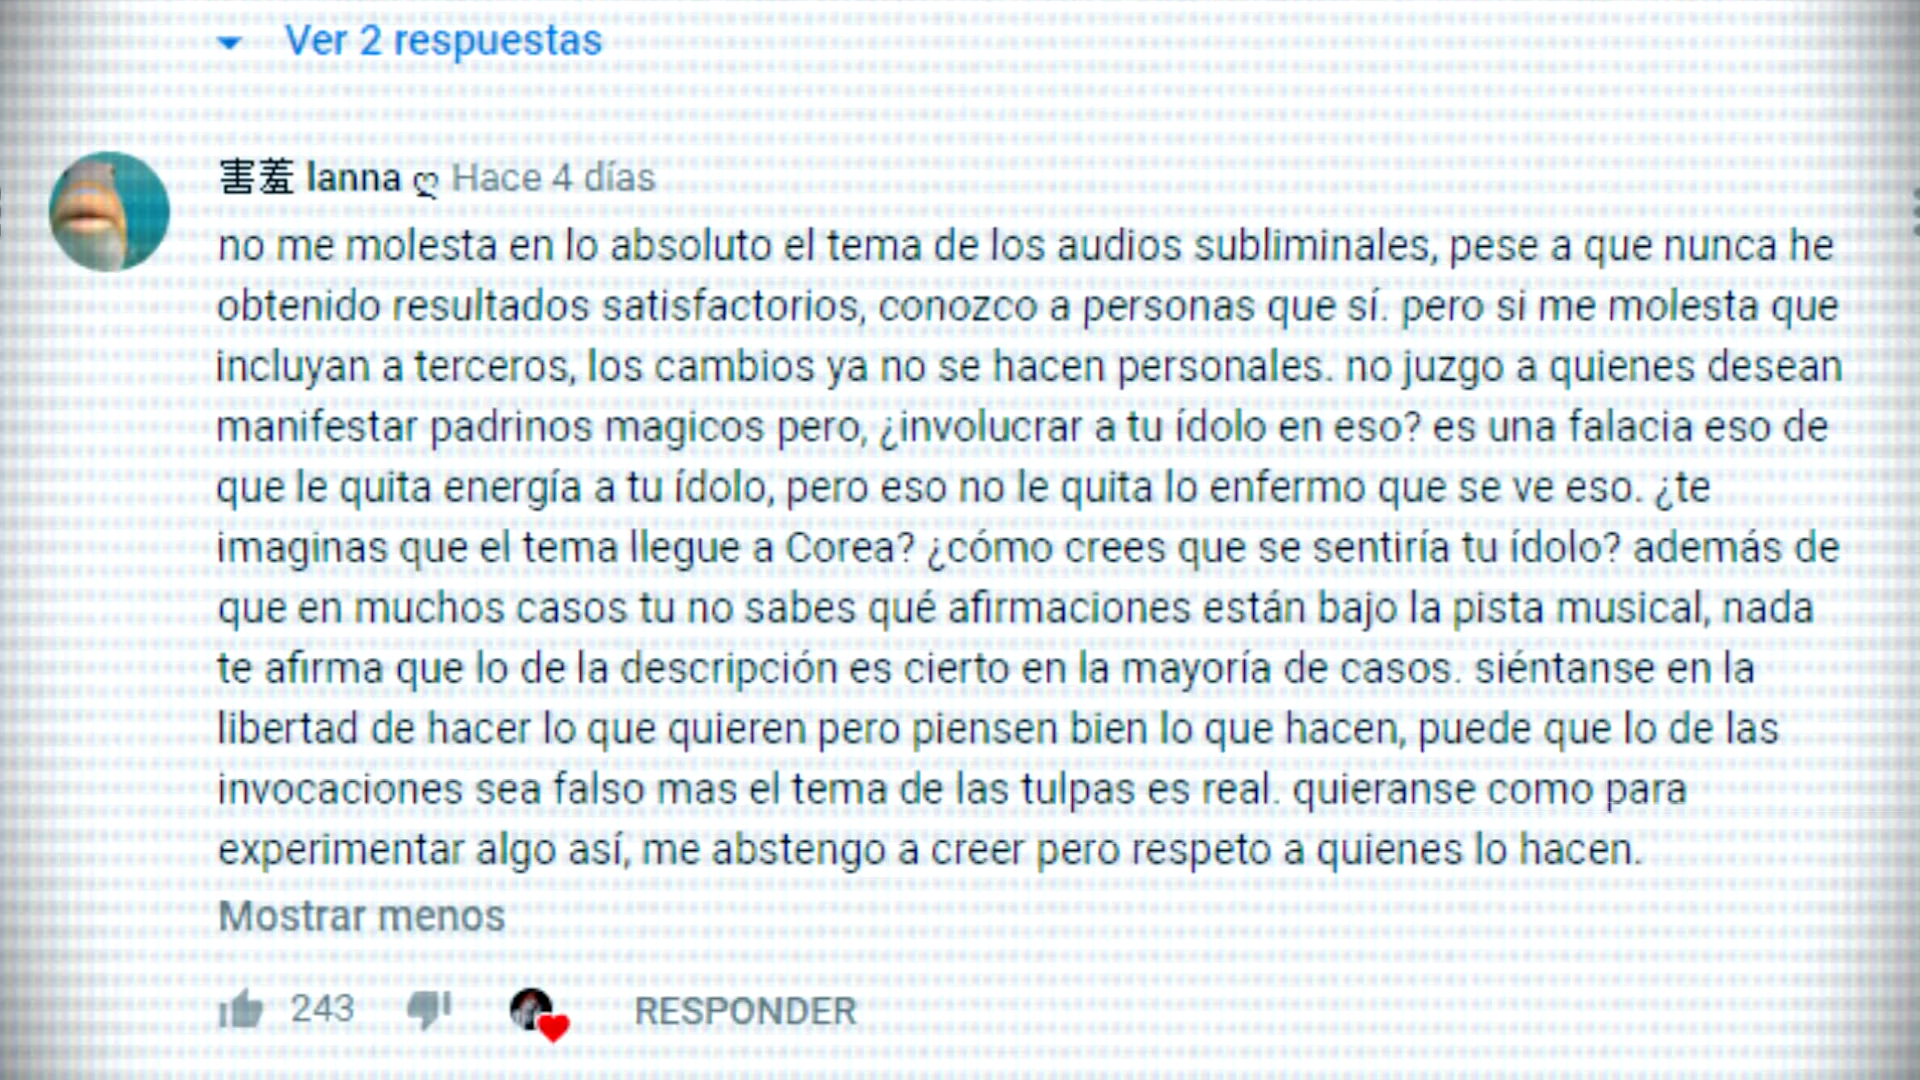 Ver 2 respuestas
害羞 lanna ღ Hace 4 días
no me molesta en lo absoluto el tema de los audios subliminales, pese a que nunca he
obtenido resultados satisfactorios, conozco a personas que sí. pero si me molesta que
incluyan a terceros, los cambios ya no se hacen personales. no juzgo a quienes desean
manifestar padrinos magicos pero, ¿involucrar a tu ídolo en eso? es una falacia eso de
que le quita energía a tu ídolo, pero eso no le quita lo enfermo que se ve eso. ¿te
imaginas que el tema llegue a Corea? ¿cómo crees que se sentiría tu ídolo? además de
que en muchos casos tu no sabes qué afirmaciones están bajo la pista musical, nada
te afirma que lo de la descripción es cierto en la mayoría de casos. siéntanse en la
libertad de hacer lo que quieren pero piensen bien lo que hacen, puede que lo de las
invocaciones sea falso mas el tema de las tulpas es real. quieranse como para
experimentar algo así, me abstengo a creer pero respeto a quienes lo hacen.
Mostrar menos
243 RESPONDER